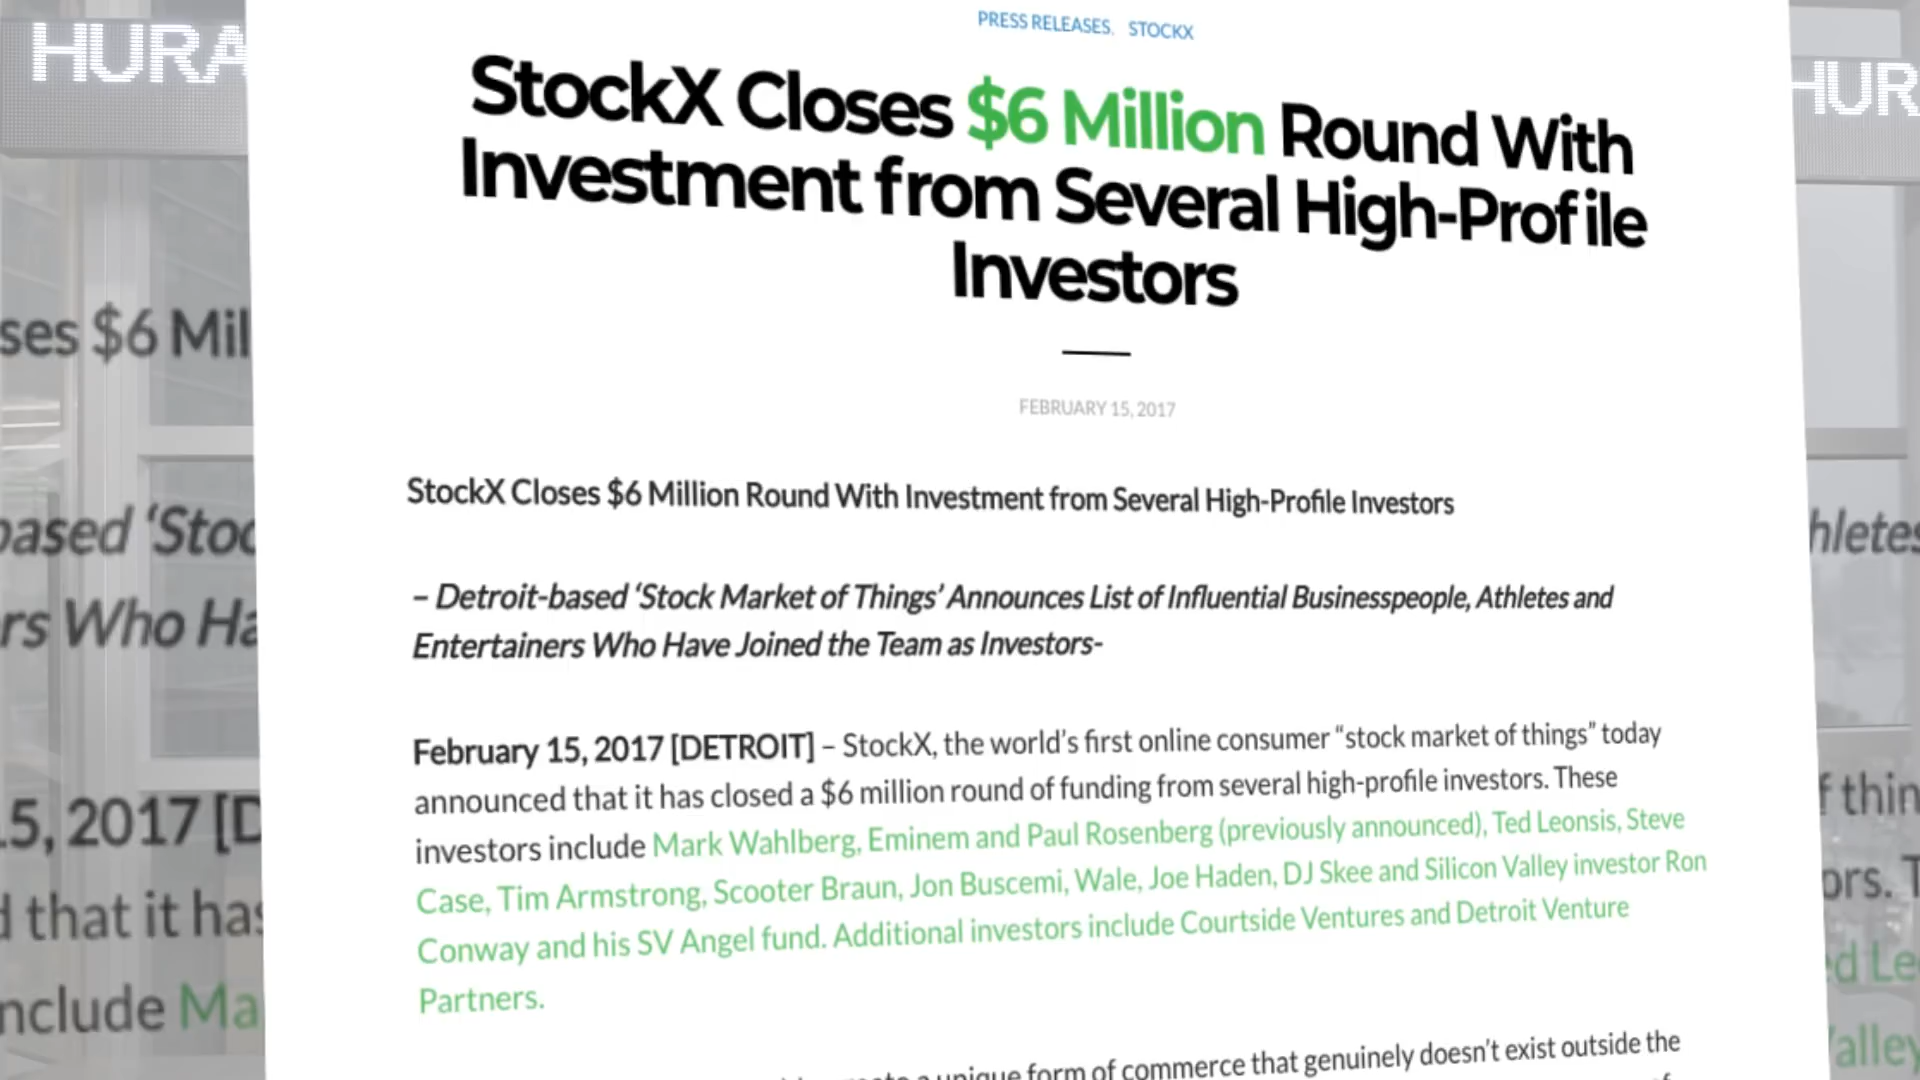 PRESS RELEASES, STOCKX
StockX Closes $6 Million Round With
Investment from Several High-Profile
Investors
FEBRUARY 15, 2017
StockX Closes $6 Million Round With Investment from Several High-Profile Investors
– Detroit-based ‘Stock Market of Things’ Announces List of Influential Businesspeople, Athletes and
Entertainers Who Have Joined the Team as Investors-
February 15, 2017 [DETROIT] – StockX, the world’s first online consumer “stock market of things” today
announced that it has closed a $6 million round of funding from several high-profile investors. These
investors include Mark Wahlberg, Eminem and Paul Rosenberg (previously announced), Ted Leonsis, Steve
Case, Tim Armstrong, Scooter Braun, Jon Buscemi, Wale, Joe Haden, DJ Skee and Silicon Valley investor Ron
Conway and his SV Angel fund. Additional investors include Courtside Ventures and Detroit Venture
Partners.
a unique form of commerce that genuinely doesn’t exist outside the
HURA
HUR
ses $6 Mil
based ‘Stoc
rs Who Ha
15, 2017 [D
d that it has
nclude Ma
hletes
f thin
ors. T
ed Le
Valley